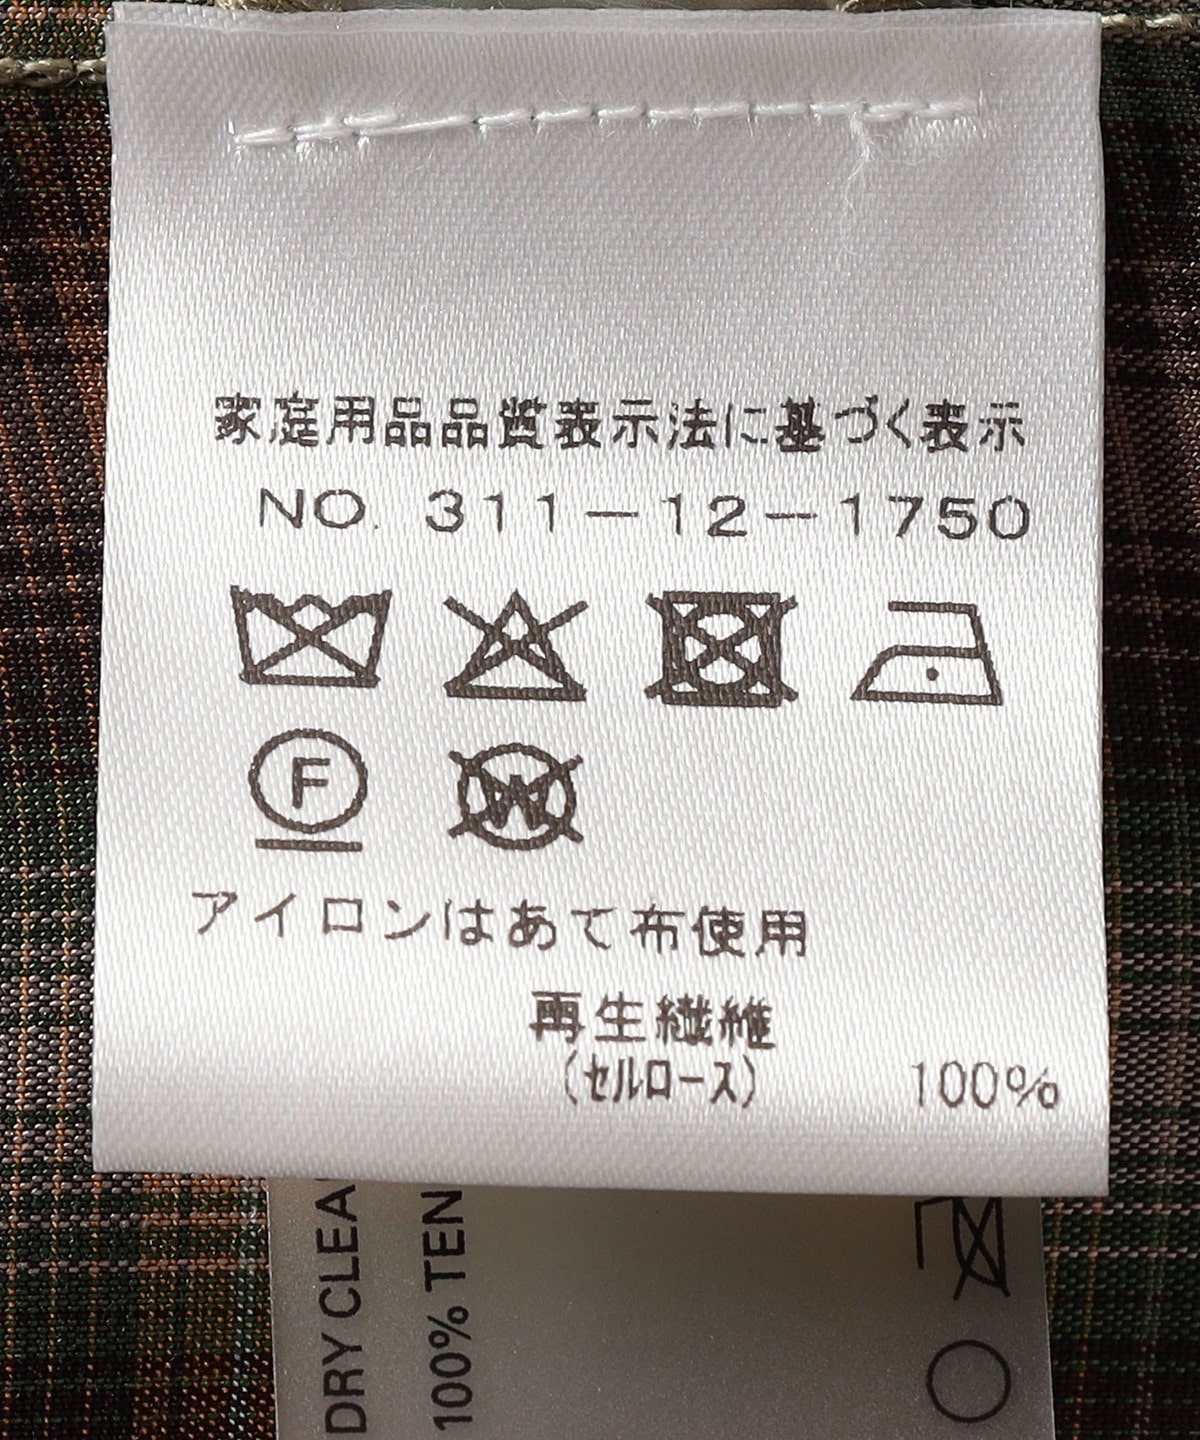 家庭用品品質表示法に基づく表示
NO. 311-12-1750
F
W
アイロンはあて布使用
再生繊維
(セルロース) 100%
DRY CLEA
100% TEN